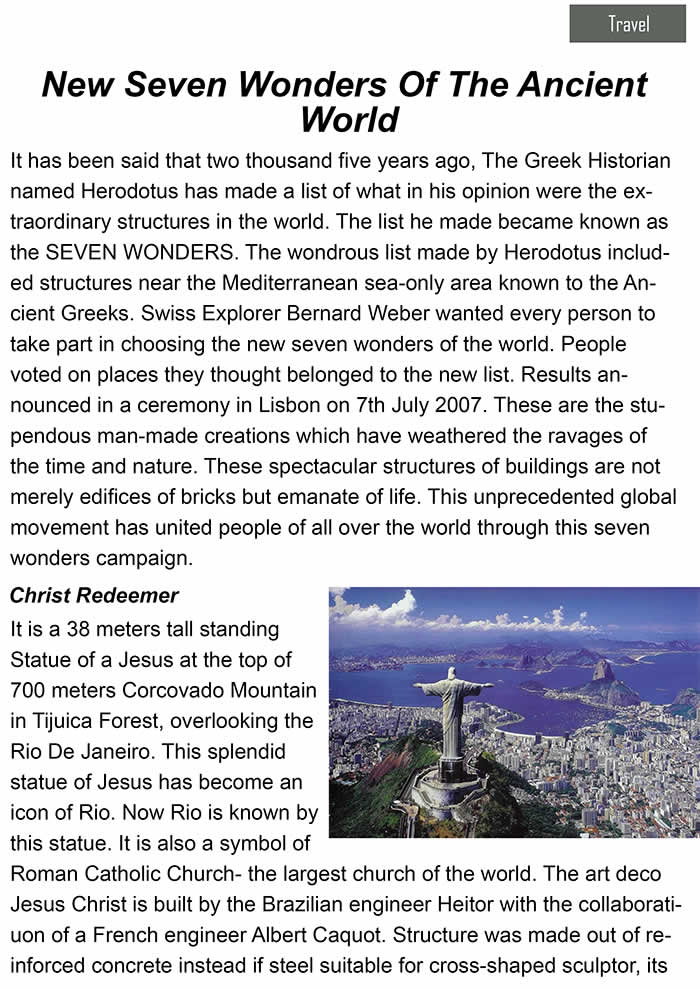 Travel
New Seven Wonders Of The Ancient
World
It has been said that two thousand five years ago, The Greek Historian
named Herodotus has made a list of what in his opinion were the ex-
traordinary structures in the world. The list he made became known as
the SEVEN WONDERS. The wondrous list made by Herodotus includ-
ed structures near the Mediterranean sea-only area known to the An-
cient Greeks. Swiss Explorer Bernard Weber wanted every person to
take part in choosing the new seven wonders of the world. People
voted on places they thought belonged to the new list. Results an-
nounced in a ceremony in Lisbon on 7th July 2007. These are the stu-
pendous man-made creations which have weathered the ravages of
the time and nature. These spectacular structures of buildings are not
merely edifices of bricks but emanate of life. This unprecedented global
movement has united people of all over the world through this seven
wonders campaign.
Christ Redeemer
It is a 38 meters tall standing
Statue of a Jesus at the top of
700 meters Corcovado Mountain
in Tijuica Forest, overlooking the
Rio De Janeiro. This splendid
statue of Jesus has become an
icon of Rio. Now Rio is known by
this statue. It is also a symbol of
Roman Catholic Church- the largest church of the world. The art deco
Jesus Christ is built by the Brazilian engineer Heitor with the collaborati-
uon of a French engineer Albert Caquot. Structure was made out of re-
inforced concrete instead if steel suitable for cross-shaped sculptor, its